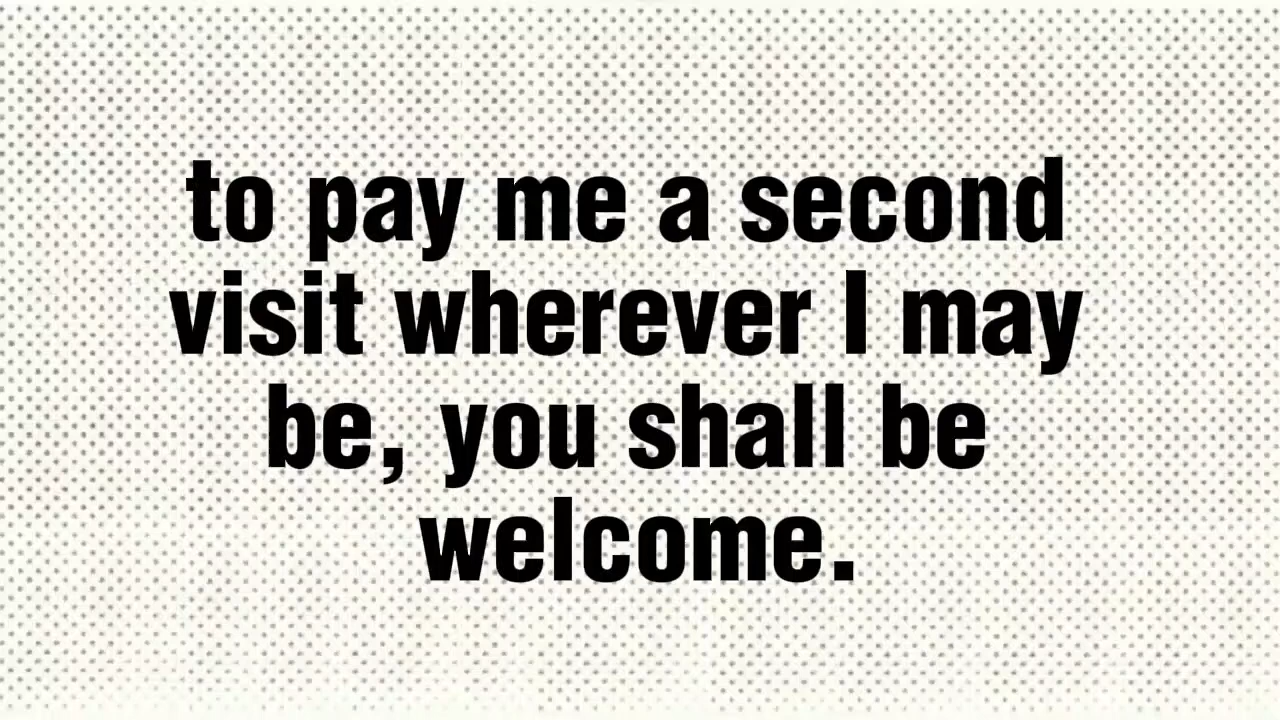 to pay me a second
visit wherever I may
be, you shall be
welcome.